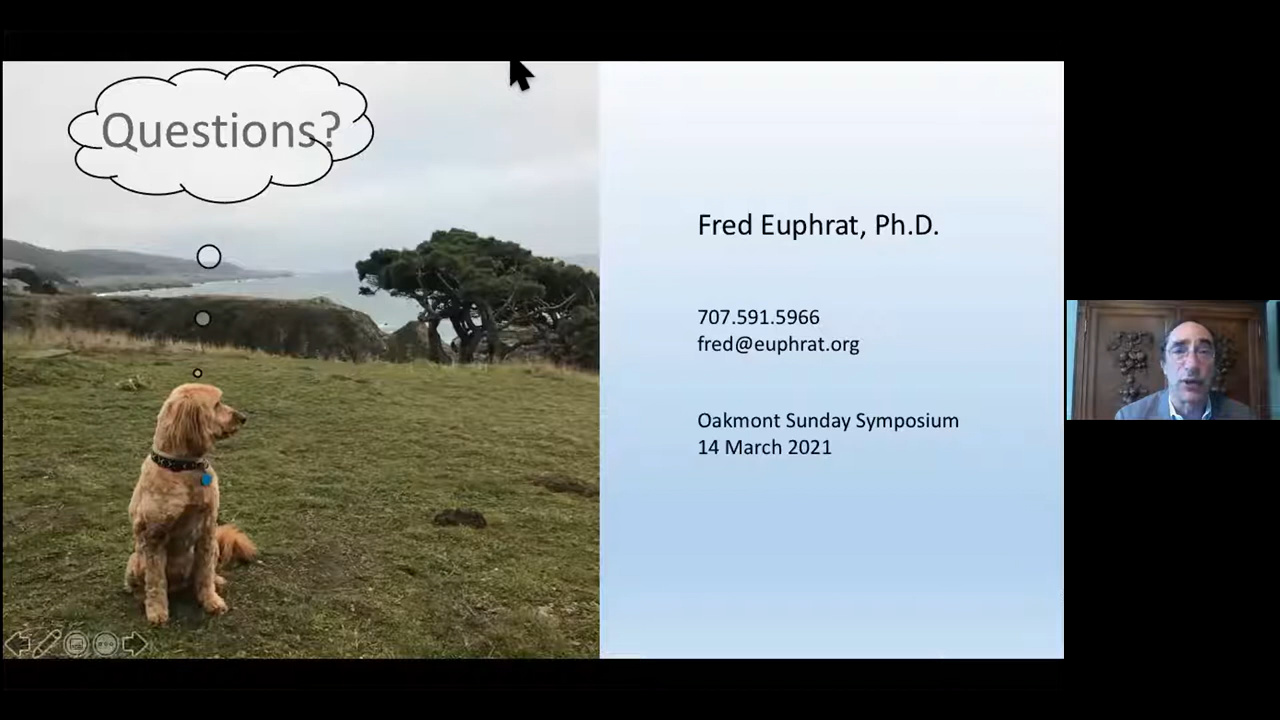 Questions?
Fred Euphrat, Ph.D.
707.591.5966
fred@euphrat.org
Oakmont Sunday Symposium
14 March 2021